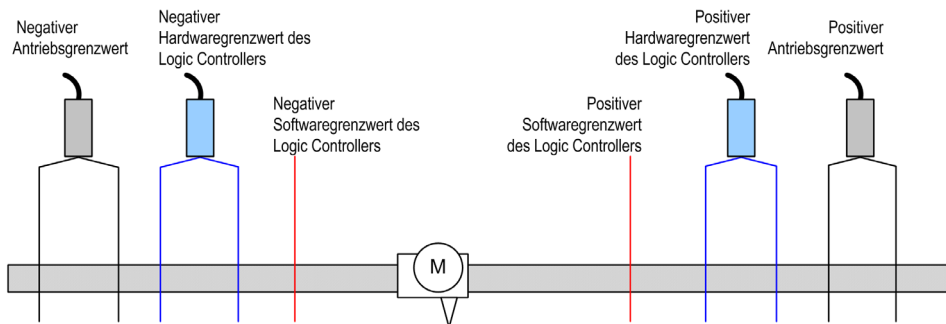 Negativer
Antriebsgrenzwert
Negativer
Hardwaregrenzwert des
Logic Controllers
Negativer
Softwaregrenzwert des
Logic Controllers
Positiver
Softwaregrenzwert
des Logic Controllers
Positiver
Hardwaregrenzwert
des Logic Controllers
Positiver
Antriebsgrenzwert
M